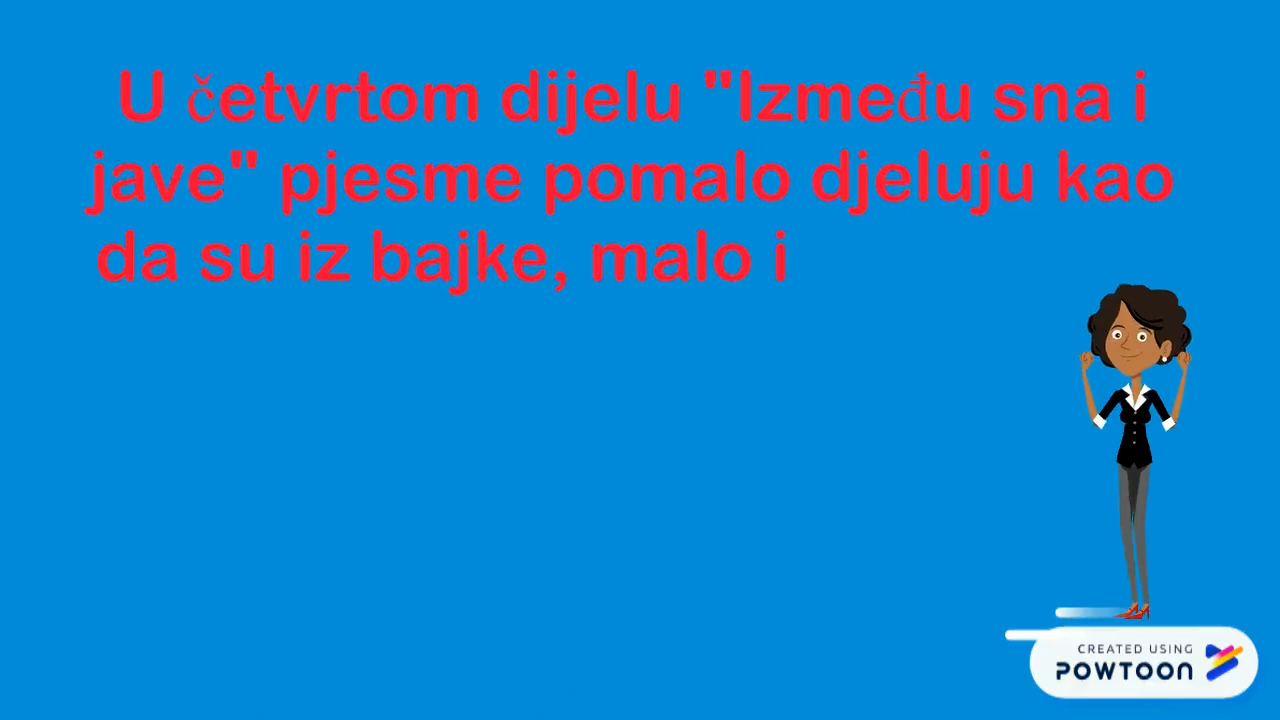 U četvrtom dijelu "Između sna i
jave" pjesme pomalo djeluju kao
da su iz bajke, malo i
CREATED USING
POWTOON